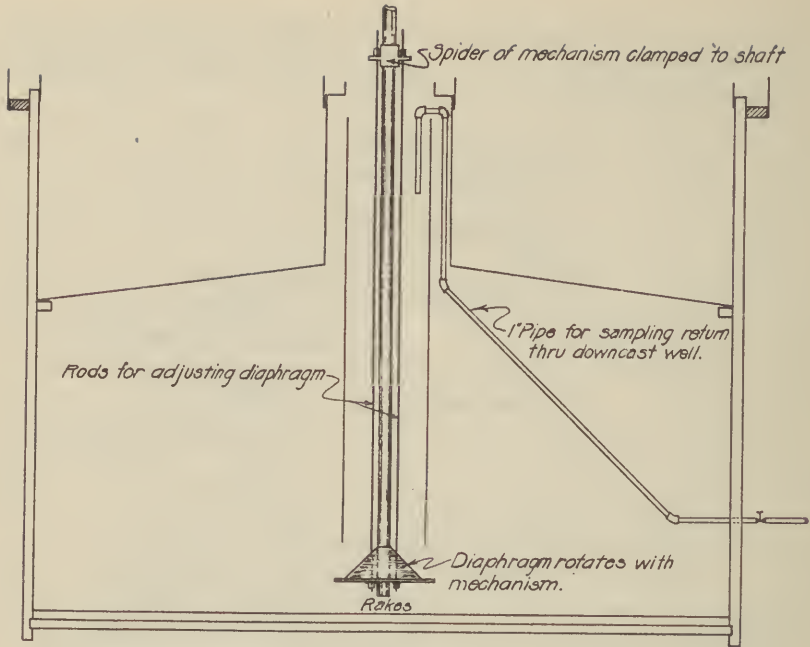 Spider of mechanism clamped to shaft
1" Pipe for sampling return
thru downcast well.
Rods for adjusting diaphragm
Diaphragm rotates with
mechanism.
Rakes